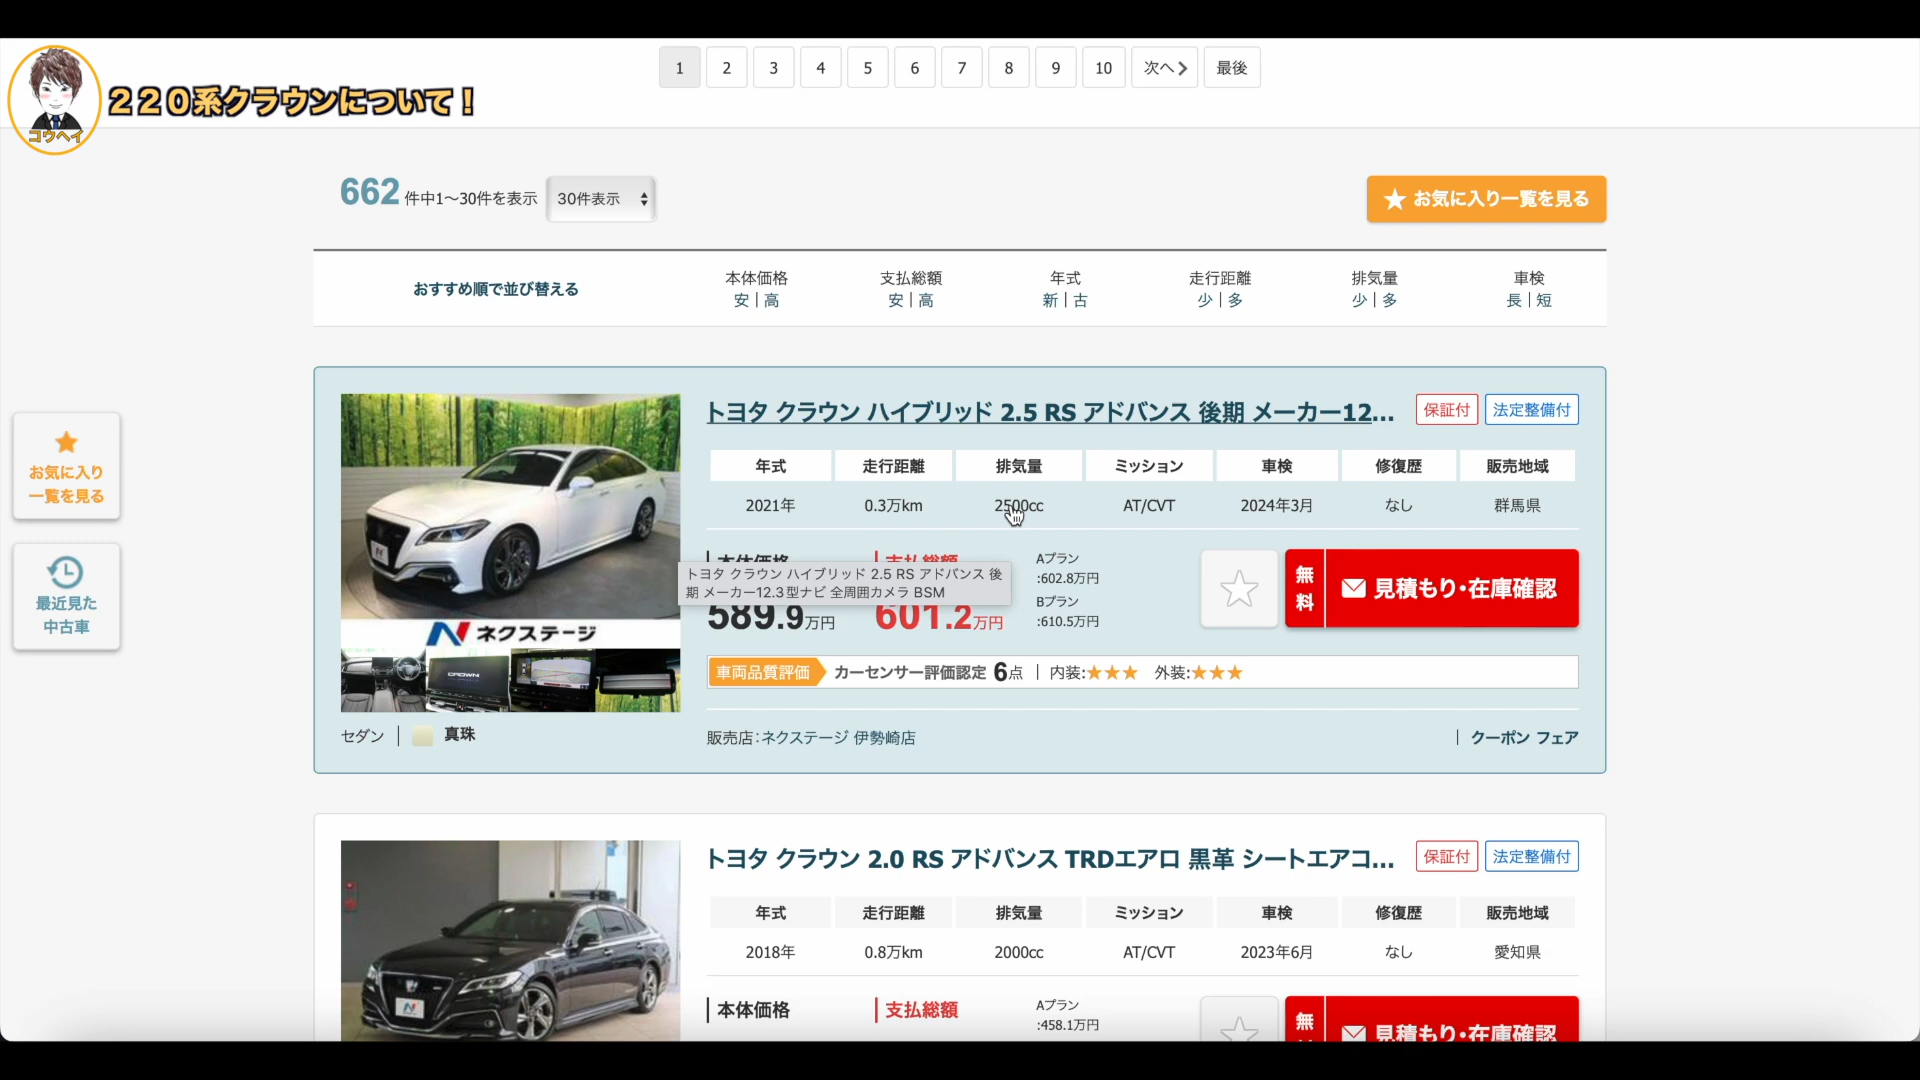 コウヘイ
220系クラウンについて！
1 2 3 4 5 6 7 8 9 10 次へ 最後
662 件中1〜30件を表示 30件表示
★ お気に入り一覧を見る
おすすめ順で並び替える
本体価格 支払総額 年式 走行距離 排気量 車検
安 | 高 安 | 高 新 | 古 少 | 多 少 | 多 長 | 短
お気に入り
一覧を見る
最近見た
中古車
トヨタ クラウン ハイブリッド 2.5 RS アドバンス 後期 メーカー12... 保証付 法定整備付
年式 走行距離 排気量 ミッション 車検 修復歴 販売地域
2021年 0.3万km 2500cc AT/CVT 2024年3月 なし 群馬県
本体価格 支払総額
トヨタ クラウン ハイブリッド 2.5 RS アドバンス 後
期 メーカー12.3型ナビ 全周囲カメラ BSM
589.9万円 601.2万円
Aプラン
:602.8万円
Bプラン
:610.5万円
無料 見積もり・在庫確認
ネクステージ
CROWN
車両品質評価 カーセンサー評価認定 6点 | 内装:★★★ 外装:★★★
セダン | 真珠
販売店:ネクステージ 伊勢崎店
| クーポン フェア
トヨタ クラウン 2.0 RS アドバンス TRDエアロ 黒革 シートエアコ... 保証付 法定整備付
年式 走行距離 排気量 ミッション 車検 修復歴 販売地域
2018年 0.8万km 2000cc AT/CVT 2023年6月 なし 愛知県
本体価格 支払総額
Aプラン
:458.1万円
無
見積もり・在庫確認